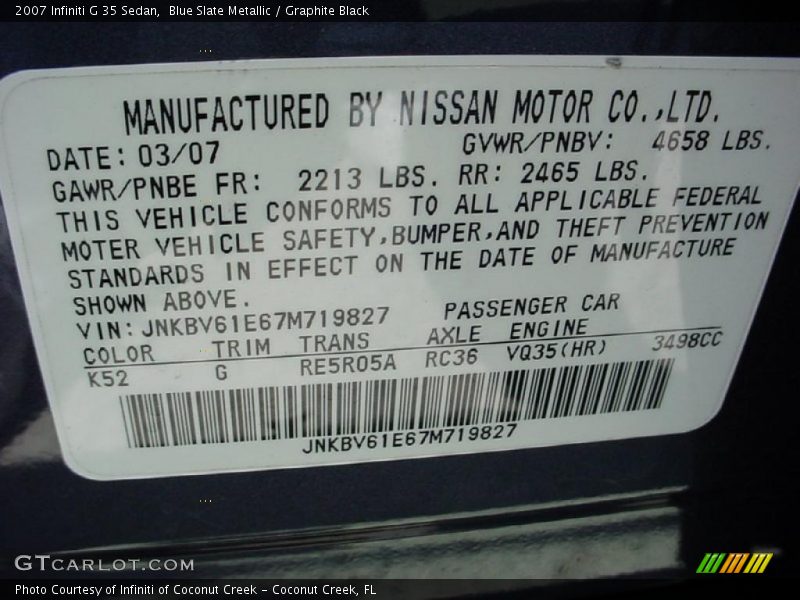 2007 Infiniti G 35 Sedan,  Blue Slate Metallic / Graphite Black
MANUFACTURED BY NISSAN MOTOR CO.,LTD.
DATE: 03/07 GVWR/PNBV: 4658 LBS.
GAWR/PNBE FR: 2213 LBS. RR: 2465 LBS.
THIS VEHICLE CONFORMS TO ALL APPLICABLE FEDERAL
MOTER VEHICLE SAFETY,BUMPER,AND THEFT PREVENTION
STANDARDS IN EFFECT ON THE DATE OF MANUFACTURE
SHOWN ABOVE.
VIN: JNKBV61E67M719827 PASSENGER CAR
COLOR TRIM TRANS AXLE ENGINE
K52 G RE5R05A RC36 VQ35(HR) 3498CC
JNKBV61E67M719827
GTCARLOT.COM
Photo Courtesy of Infiniti of Coconut Creek - Coconut Creek, FL